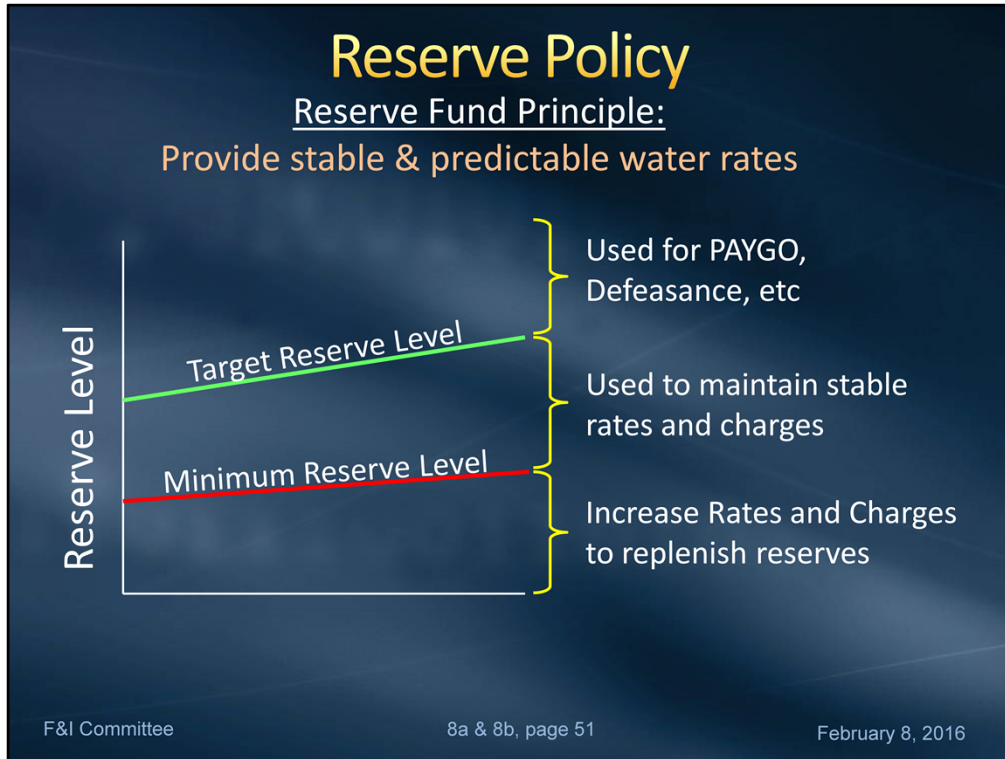 Reserve Policy
Reserve Fund Principle:
Provide stable & predictable water rates
Reserve Level
Target Reserve Level
Minimum Reserve Level
Used for PAYGO,
Defeasance, etc
Used to maintain stable
rates and charges
Increase Rates and Charges
to replenish reserves
F&I Committee
8a & 8b, page 51
February 8, 2016